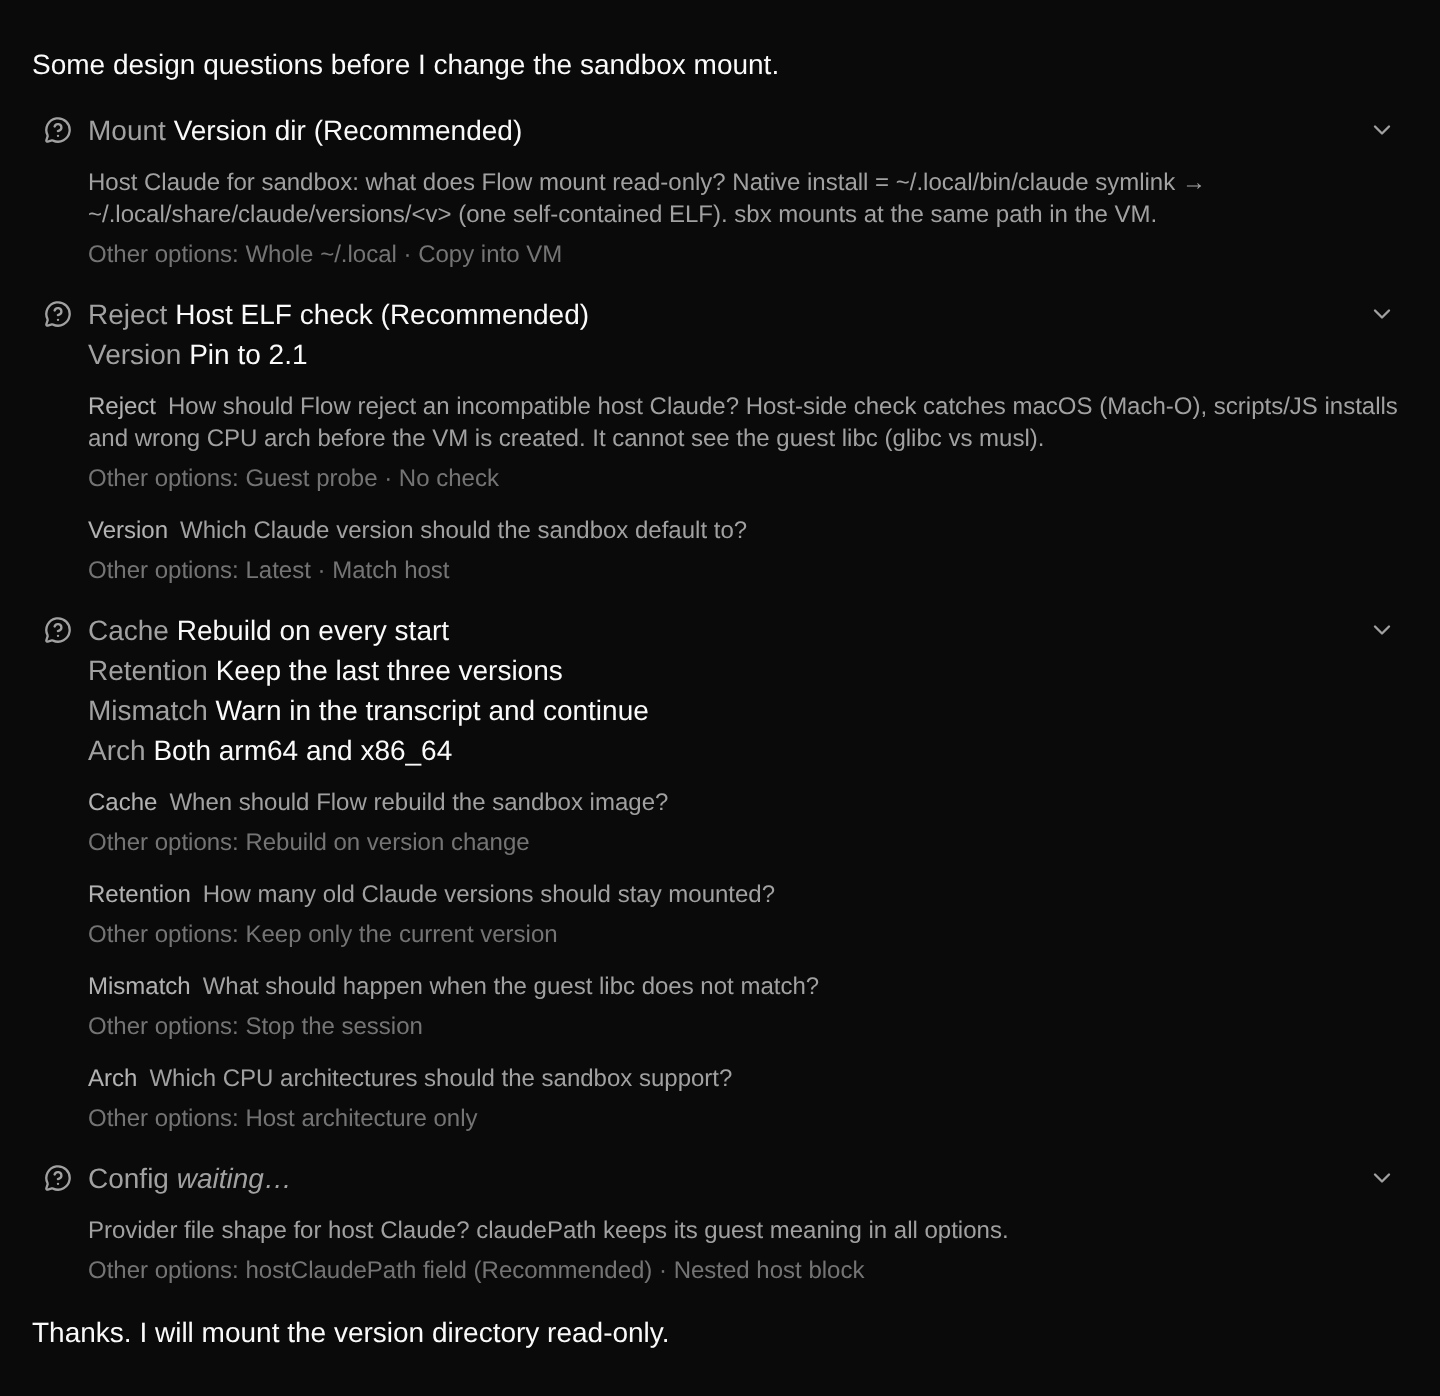 Some design questions before I change the sandbox mount.
Mount Version dir (Recommended)
Host Claude for sandbox: what does Flow mount read-only? Native install = ~/.local/bin/claude symlink →
~/.local/share/claude/versions/<v> (one self-contained ELF). sbx mounts at the same path in the VM.
Other options: Whole ~/.local · Copy into VM
Reject Host ELF check (Recommended)
Version Pin to 2.1
Reject How should Flow reject an incompatible host Claude? Host-side check catches macOS (Mach-O), scripts/JS installs
and wrong CPU arch before the VM is created. It cannot see the guest libc (glibc vs musl).
Other options: Guest probe · No check
Version Which Claude version should the sandbox default to?
Other options: Latest · Match host
Cache Rebuild on every start
Retention Keep the last three versions
Mismatch Warn in the transcript and continue
Arch Both arm64 and x86_64
Cache When should Flow rebuild the sandbox image?
Other options: Rebuild on version change
Retention How many old Claude versions should stay mounted?
Other options: Keep only the current version
Mismatch What should happen when the guest libc does not match?
Other options: Stop the session
Arch Which CPU architectures should the sandbox support?
Other options: Host architecture only
Config waiting…
Provider file shape for host Claude? claudePath keeps its guest meaning in all options.
Other options: hostClaudePath field (Recommended) · Nested host block
Thanks. I will mount the version directory read-only.